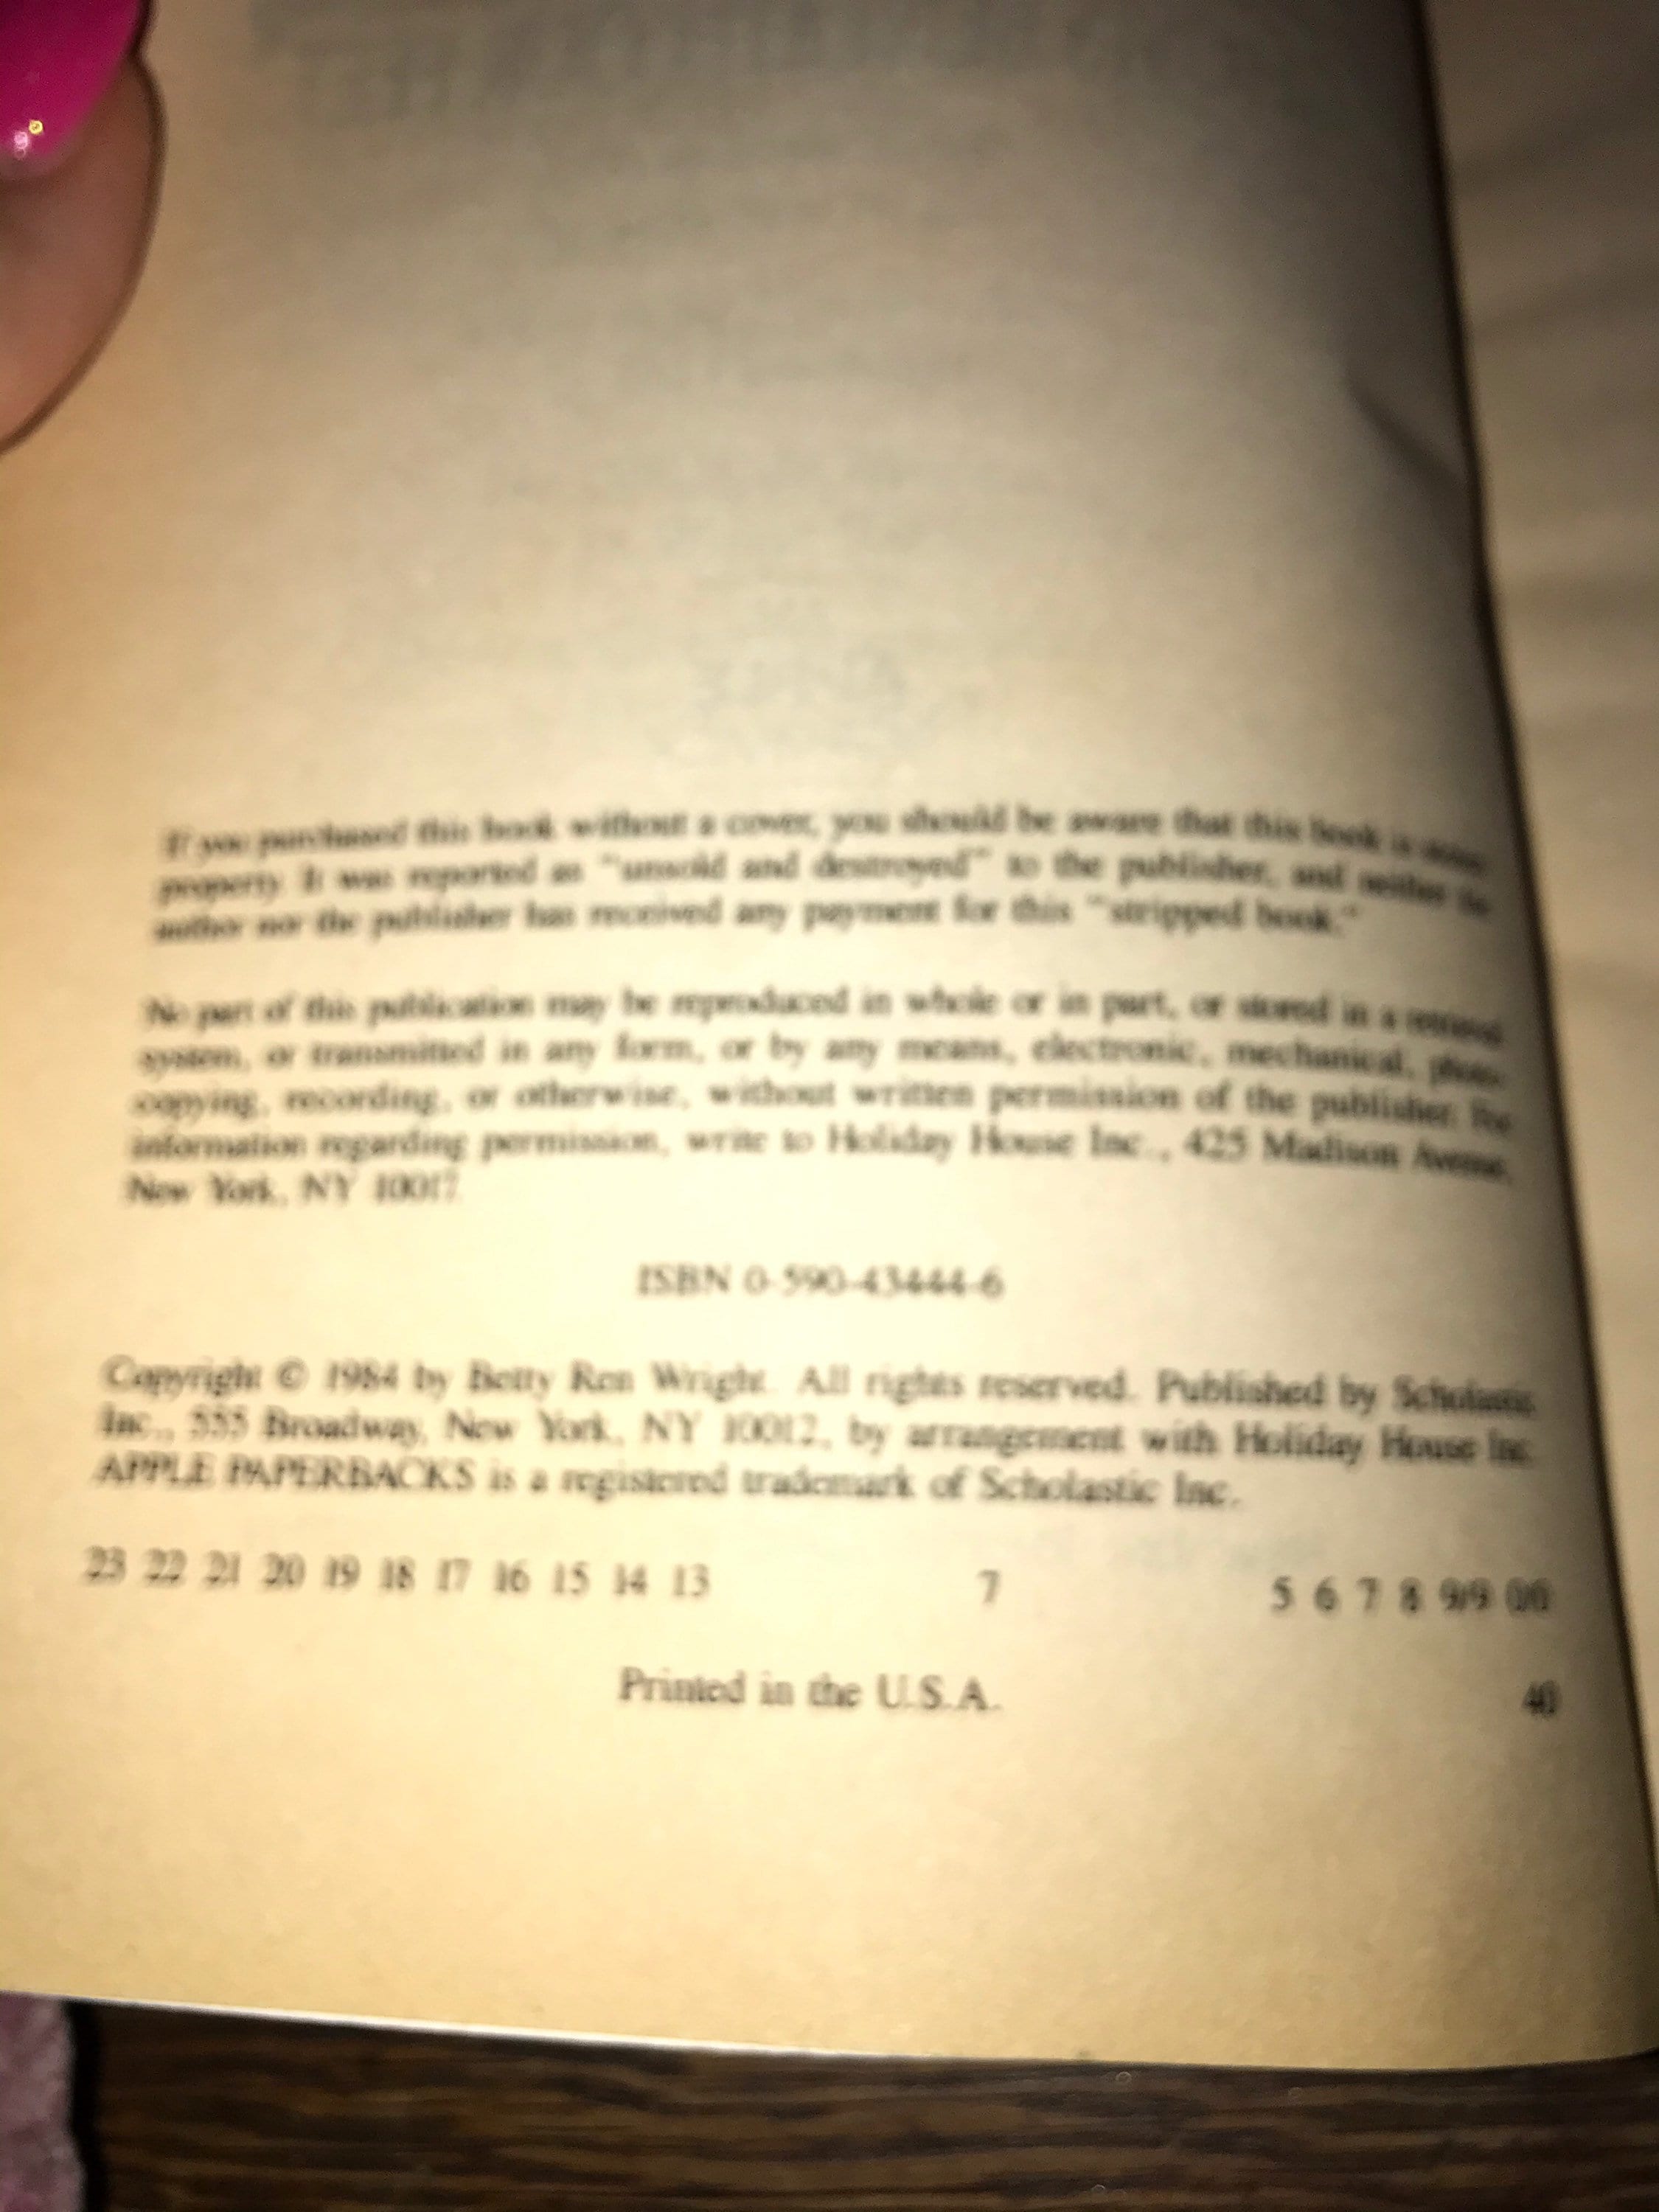 If you purchased this book without a cover, you should be aware that this book is stolen
property. It was reported as "unsold and destroyed" to the publisher, and neither the
author nor the publisher has received any payment for this "stripped book."
No part of this publication may be reproduced in whole or in part, or stored in a retrieval
system, or transmitted in any form, or by any means, electronic, mechanical, photo-
copying, recording, or otherwise, without written permission of the publisher. For
information regarding permission, write to Holiday House Inc., 425 Madison Avenue,
New York, NY 10017.
ISBN 0-590-43444-6
Copyright © 1984 by Betty Ren Wright. All rights reserved. Published by Scholastic
Inc., 555 Broadway, New York, NY 10012, by arrangement with Holiday House Inc.
APPLE PAPERBACKS is a registered trademark of Scholastic Inc.
23 22 21 20 19 18 17 16 15 14 13 7 5 6 7 8 9/9 0/0
Printed in the U.S.A. 40